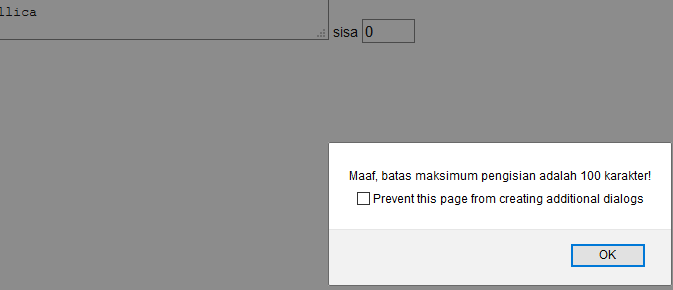 llica
sisa 0
Maaf, batas maksimum pengisian adalah 100 karakter!
Prevent this page from creating additional dialogs
OK